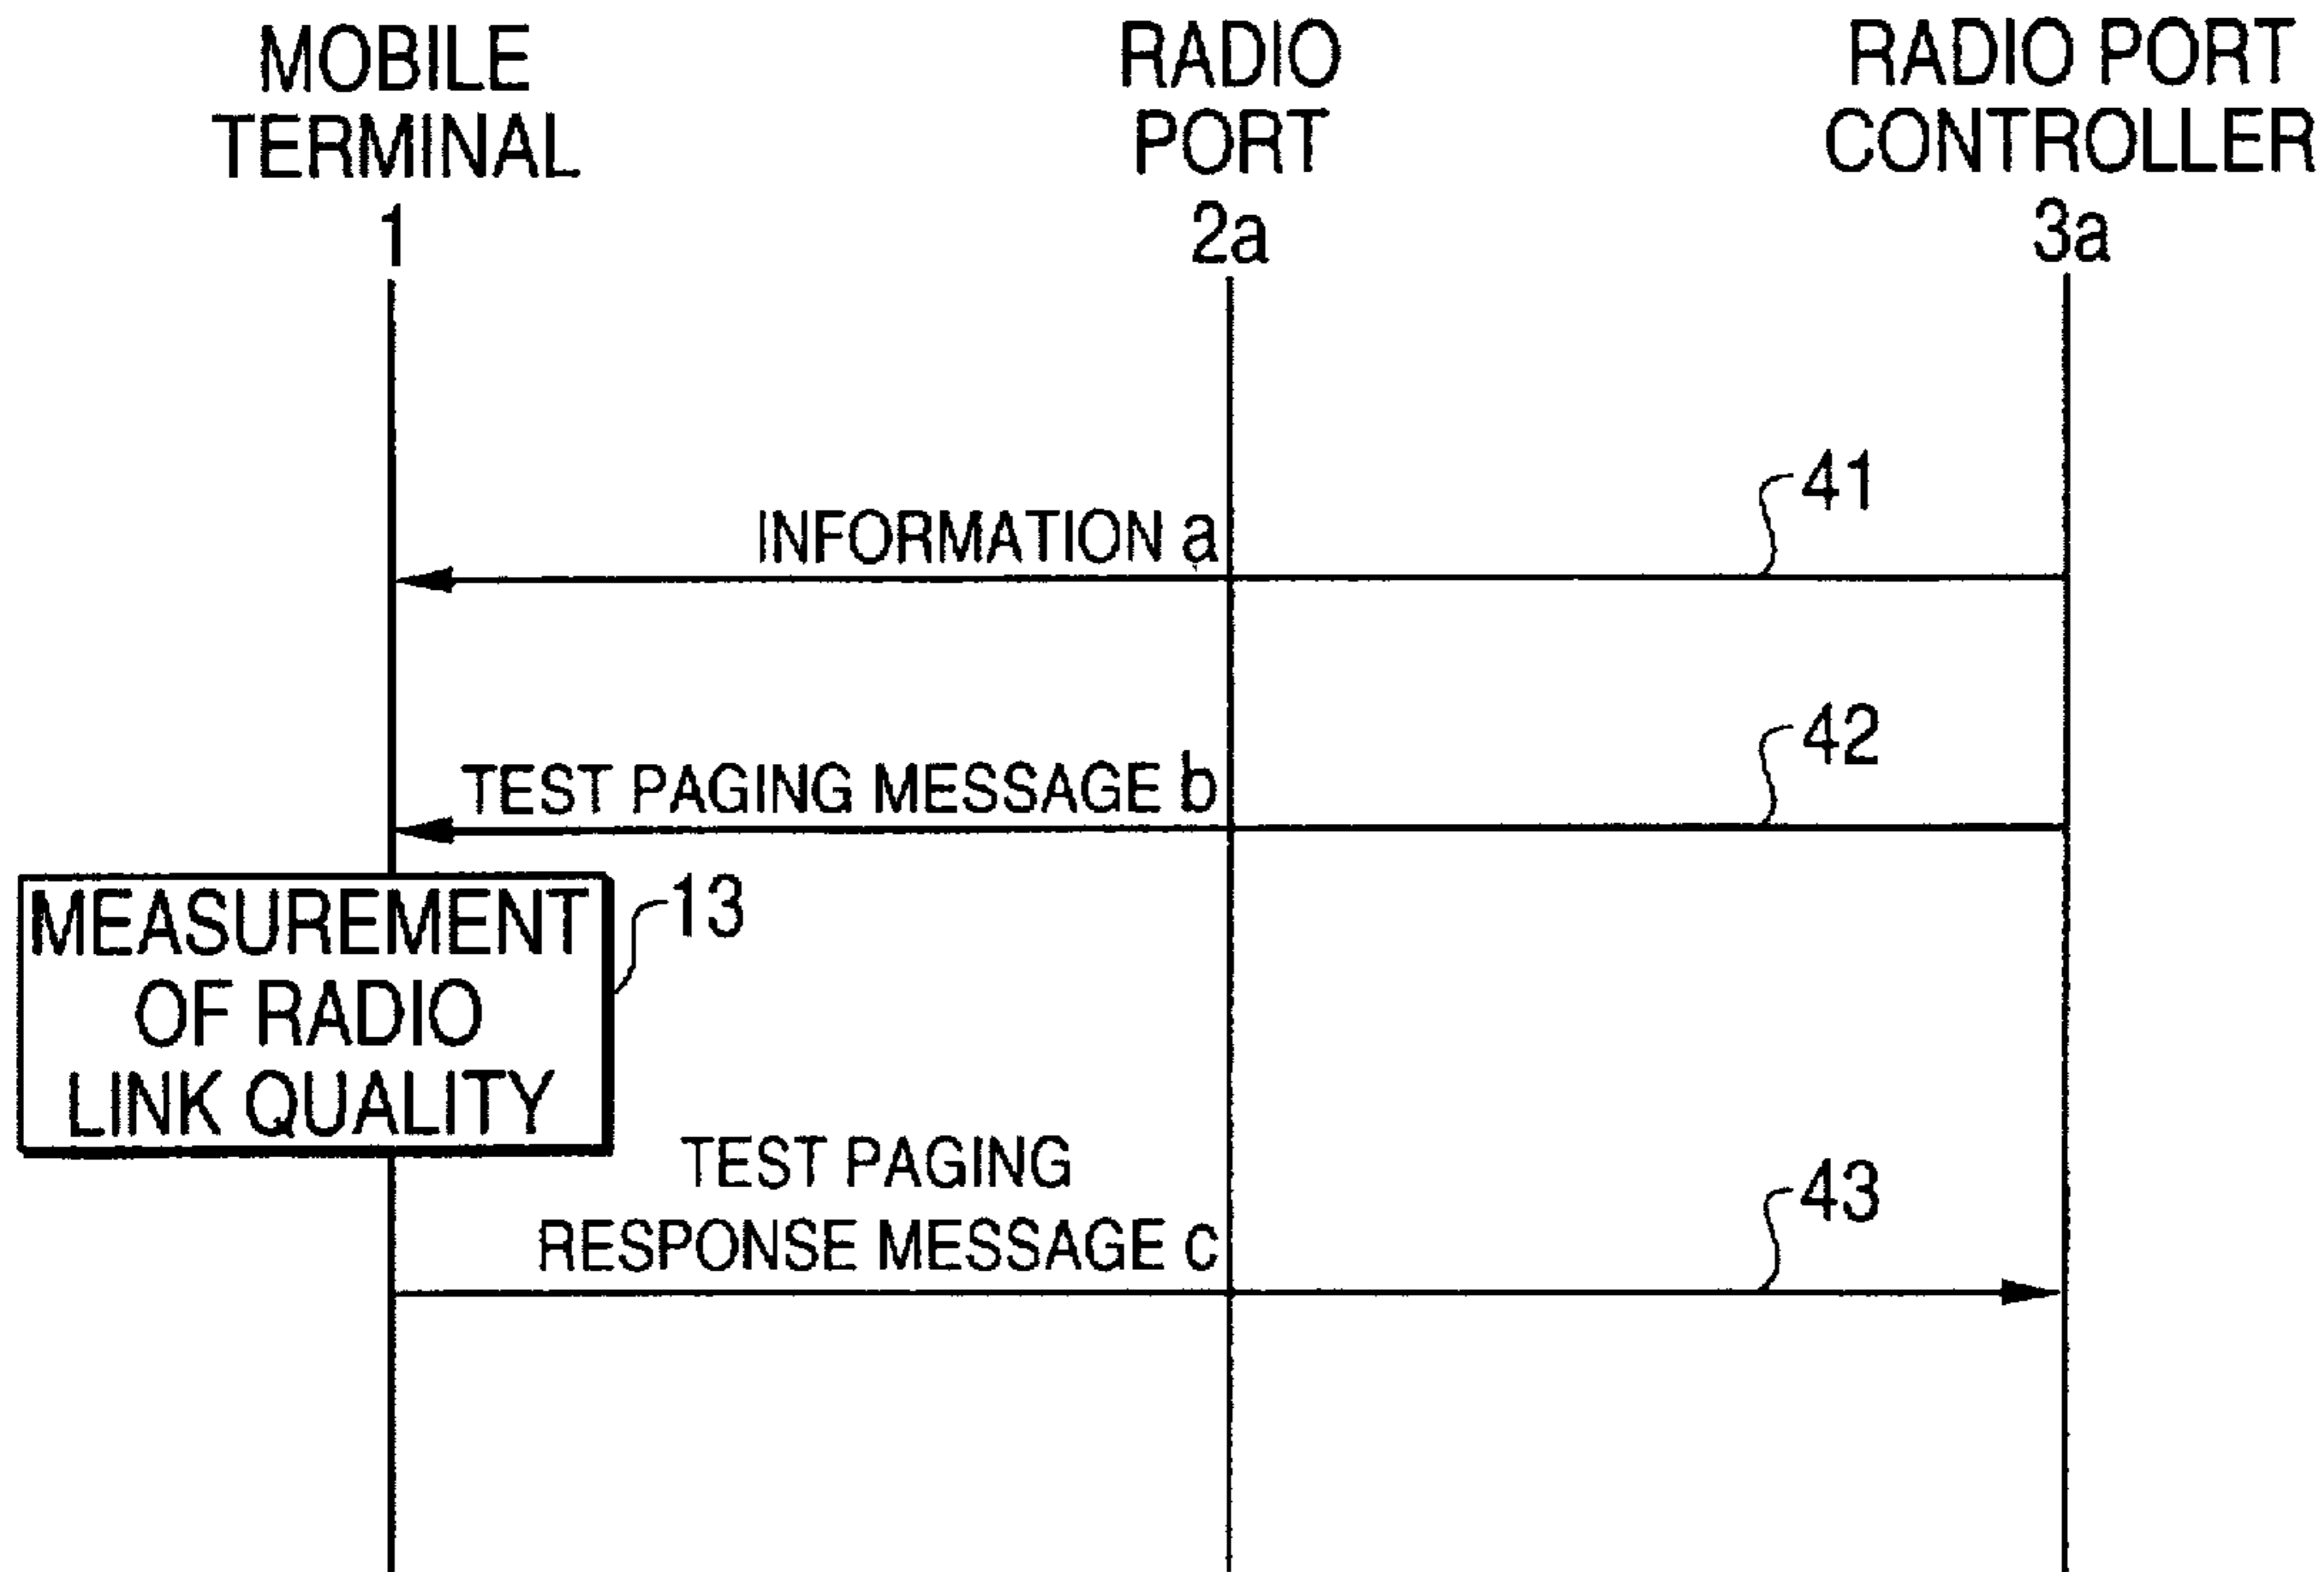 MOBILE
TERMINAL
1
RADIO
PORT
2a
RADIO PORT
CONTROLLER
3a
INFORMATION a
41
TEST PAGING MESSAGE b
42
MEASUREMENT
OF RADIO
LINK QUALITY
13
TEST PAGING
RESPONSE MESSAGE c
43